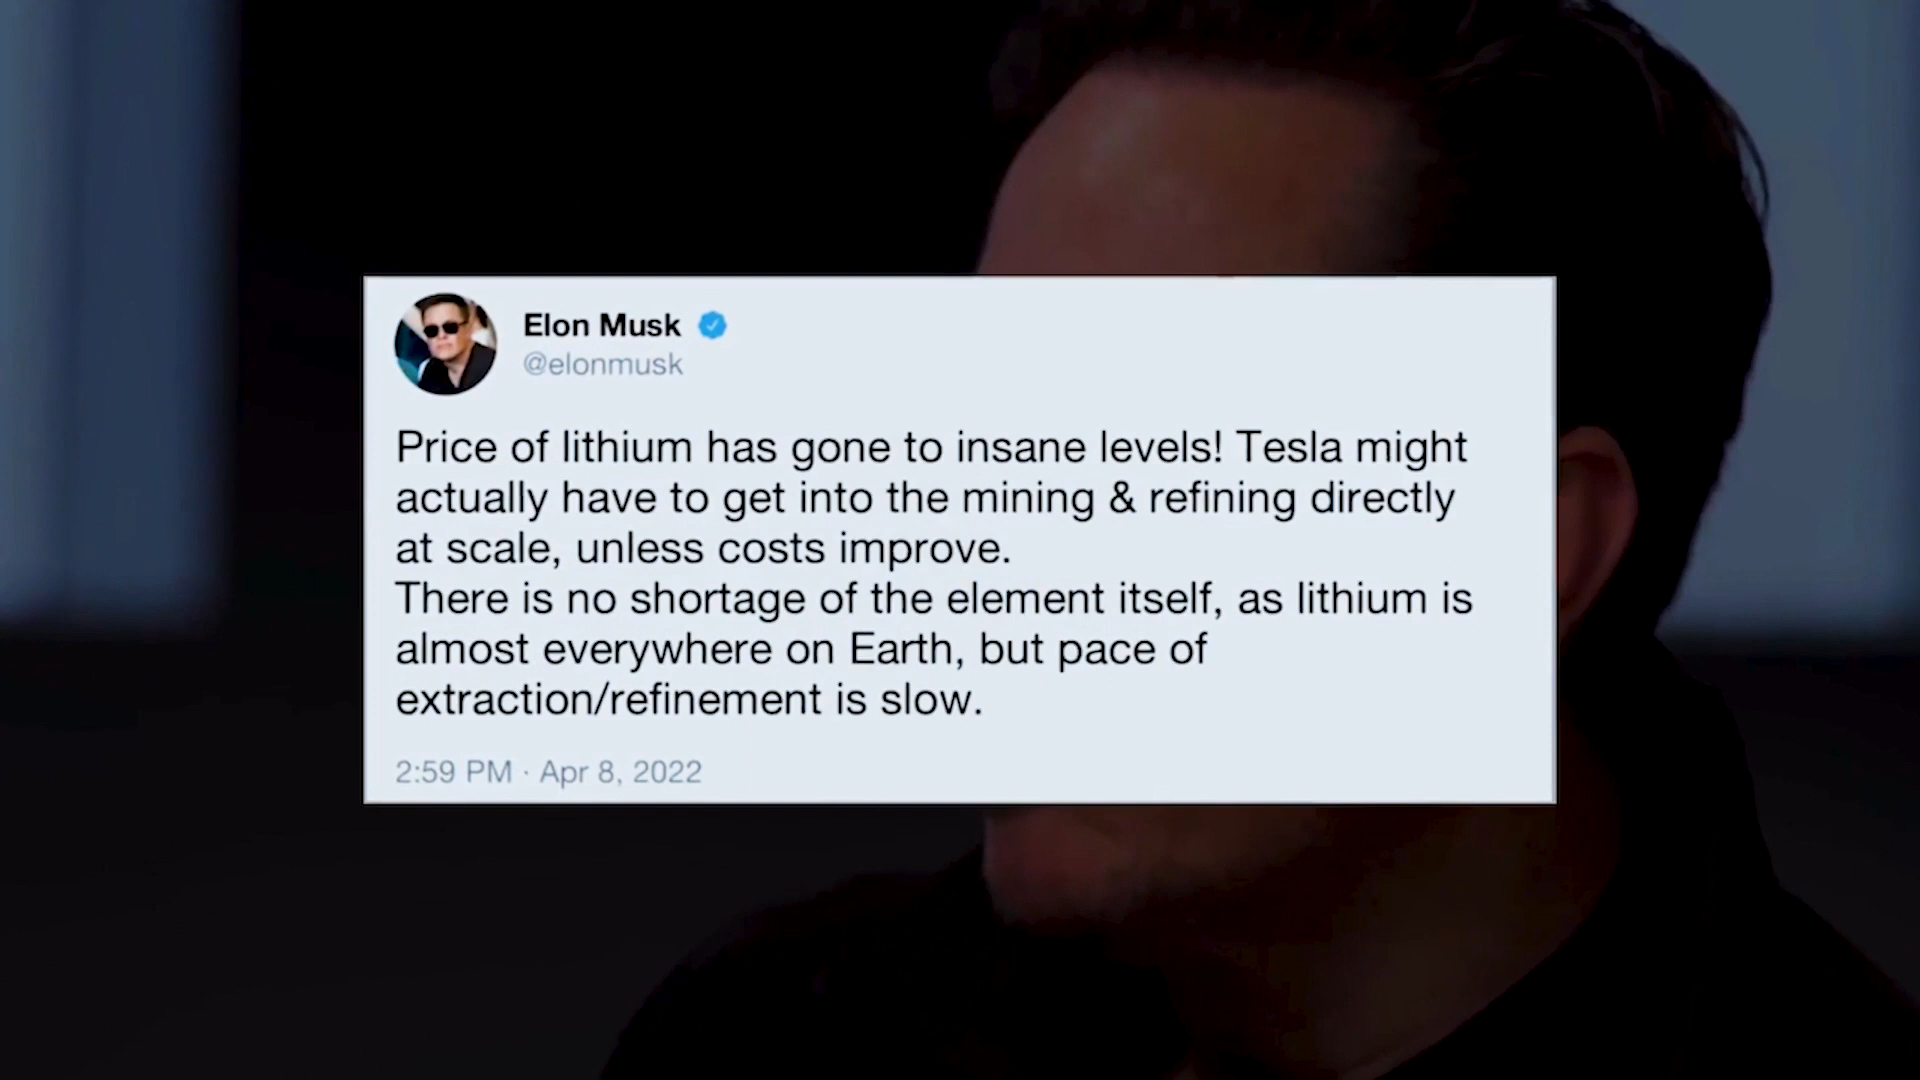 Elon Musk
@elonmusk
Price of lithium has gone to insane levels! Tesla might
actually have to get into the mining & refining directly
at scale, unless costs improve.
There is no shortage of the element itself, as lithium is
almost everywhere on Earth, but pace of
extraction/refinement is slow.
2:59 PM · Apr 8, 2022